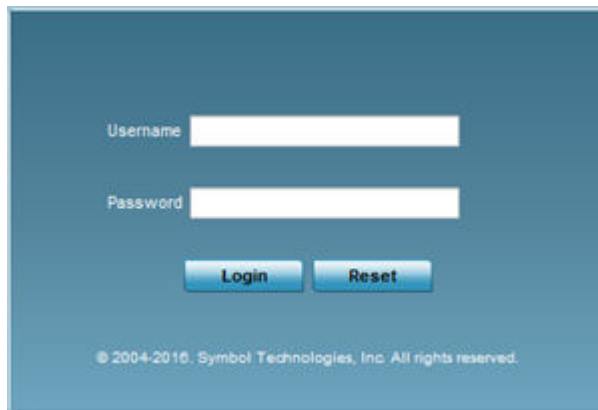 Username
Password
Login Reset
© 2004-2016. Symbol Technologies, Inc. All rights reserved.